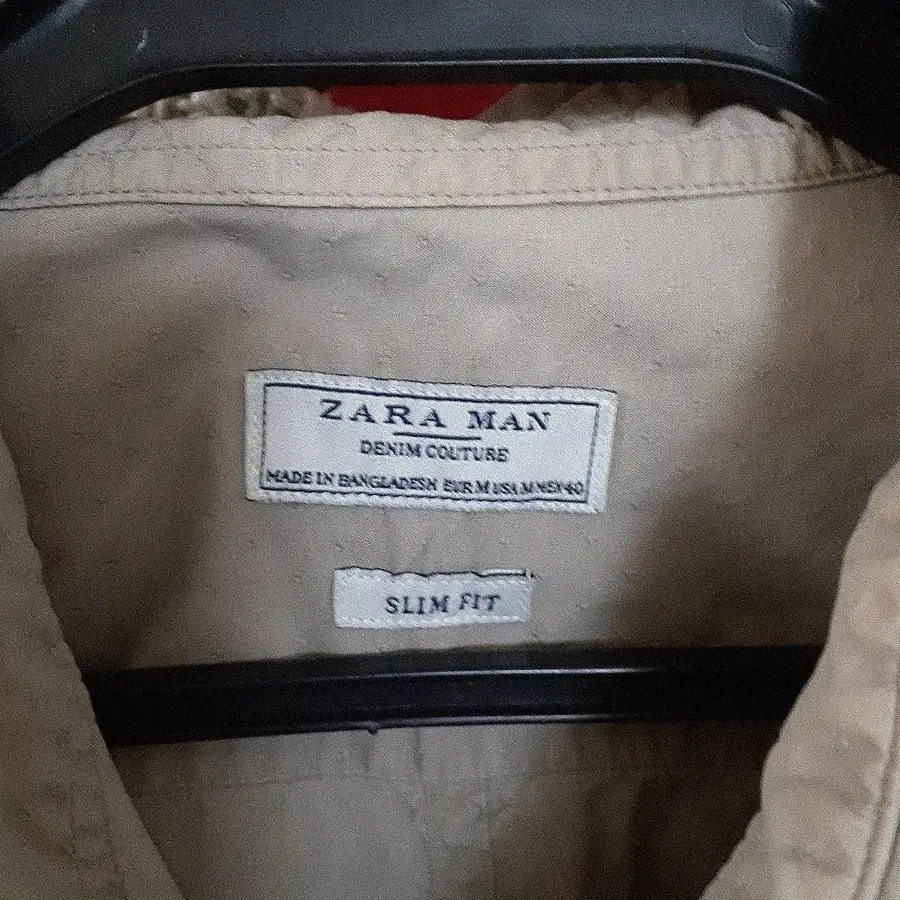 ZARA MAN
DENIM COUTURE
MADE IN BANGLADESH EUR M USA M MEX 40
SLIM FIT